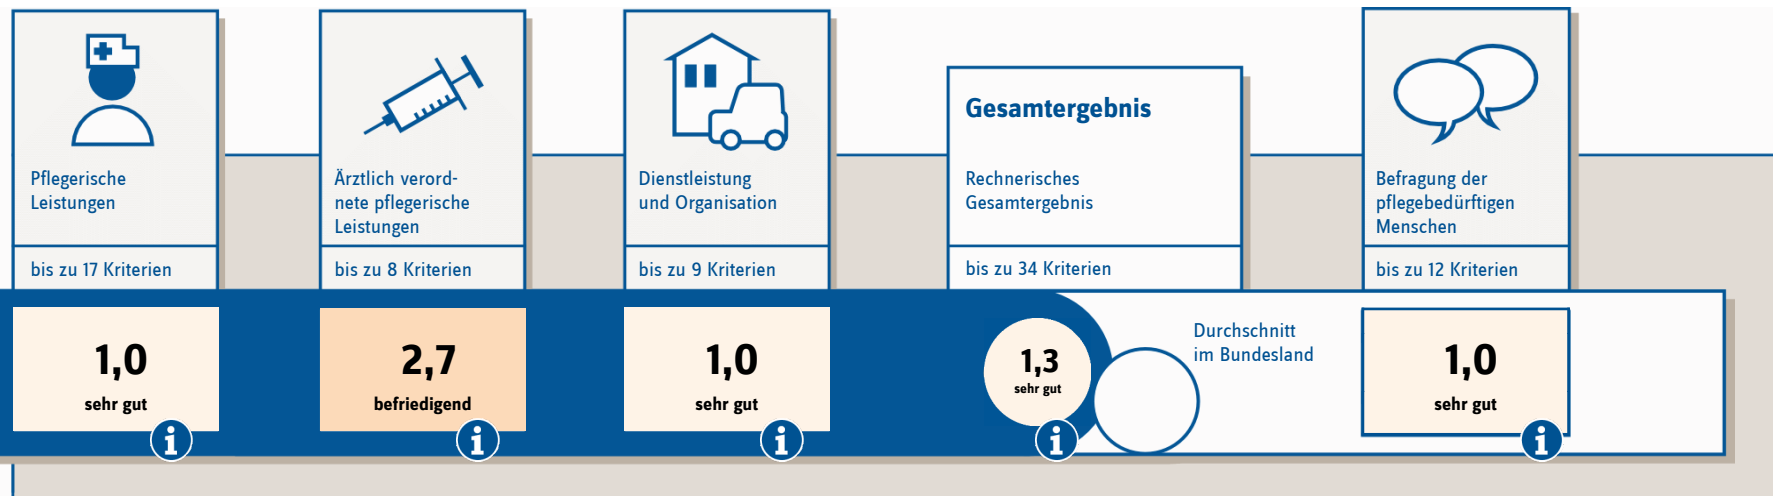 Pflegerische
Leistungen
bis zu 17 Kriterien
1,0
sehr gut
Ärztlich verord-
nete pflegerische
Leistungen
bis zu 8 Kriterien
2,7
befriedigend
Dienstleistung
und Organisation
bis zu 9 Kriterien
1,0
sehr gut
Gesamtergebnis
Rechnerisches
Gesamtergebnis
bis zu 34 Kriterien
1,3
sehr gut
Durchschnitt
im Bundesland
Befragung der
pflegebedürftigen
Menschen
bis zu 12 Kriterien
1,0
sehr gut